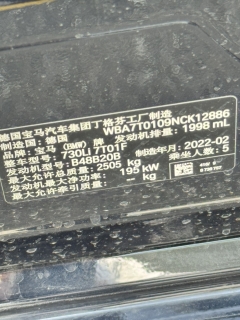 德国宝马汽车集团丁格芬工厂制造
制造国：德国 WBA7T0109NCK12886
品牌：宝马（BMW）牌 发动机排量：1998 mL
整车型号：730LI 7T01F
发动机型号：B48B20B 制造年月：2022-02
最大允许总质量：2505 kg 乘坐人数：5
发动机最大净功率：195 kW
最大允许牵引质量：-- kg